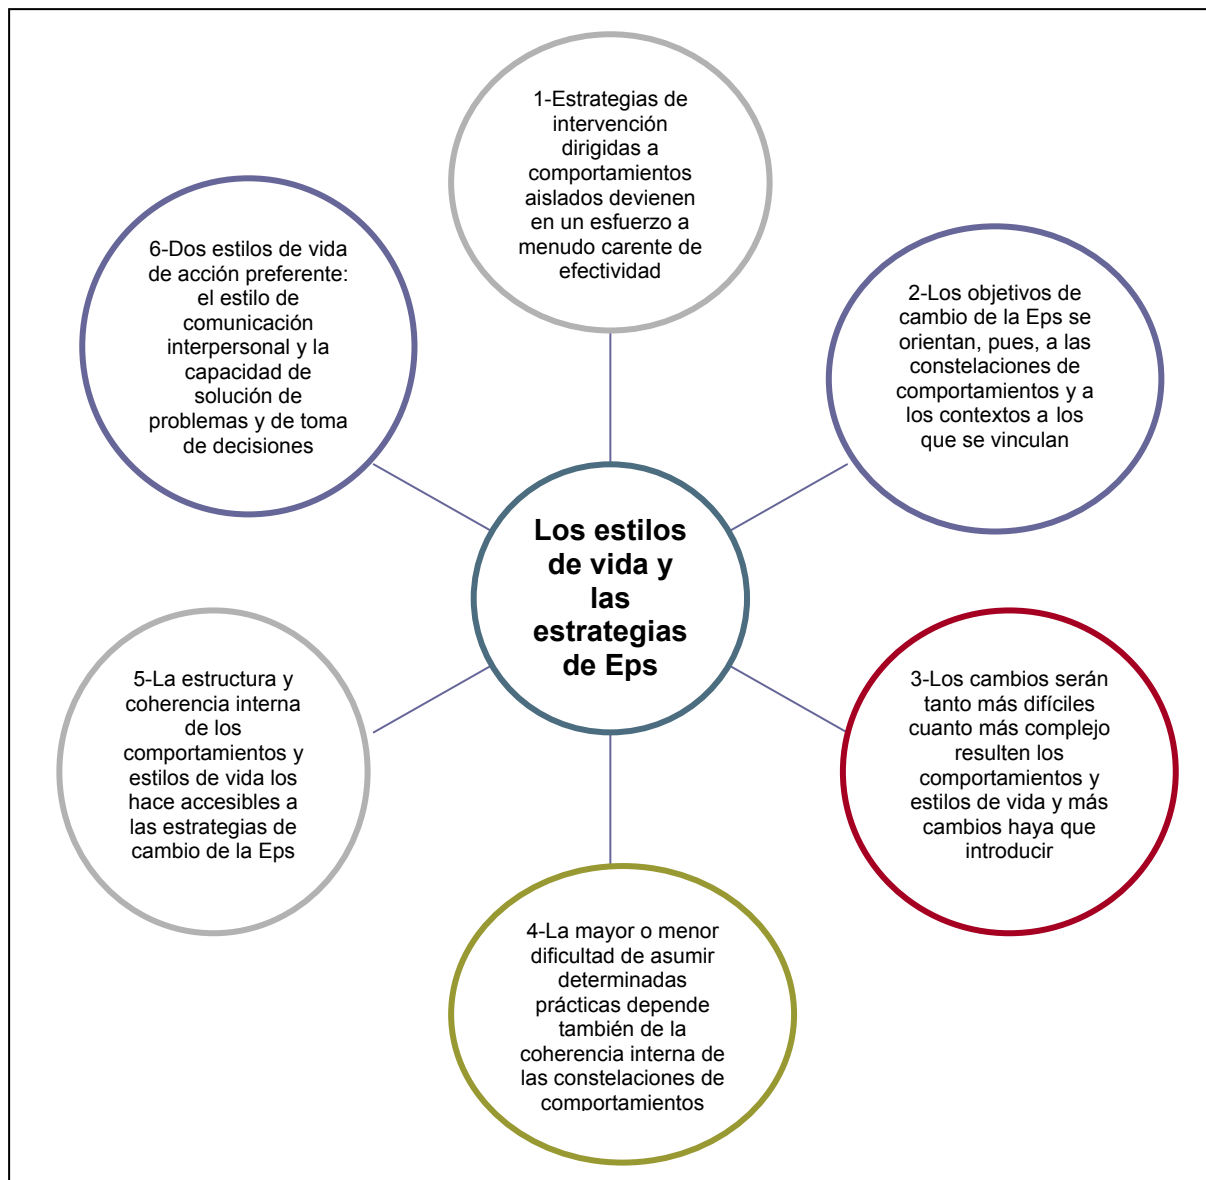 1-Estrategias de
intervención
dirigidas a
comportamientos
aislados devienen
en un esfuerzo a
menudo carente de
efectividad
2-Los objetivos de
cambio de la Eps se
orientan, pues, a las
constelaciones de
comportamientos y a
los contextos a los
que se vinculan
3-Los cambios serán
tanto más difíciles
cuanto más complejo
resulten los
comportamientos y
estilos de vida y más
cambios haya que
introducir
4-La mayor o menor
dificultad de asumir
determinadas
prácticas depende
también de la
coherencia interna de
las constelaciones de
comportamientos
5-La estructura y
coherencia interna
de los
comportamientos y
estilos de vida los
hace accesibles a
las estrategias de
cambio de la Eps
6-Dos estilos de vida
de acción preferente:
el estilo de
comunicación
interpersonal y la
capacidad de
solución de
problemas y de toma
de decisiones
Los estilos
de vida y
las
estrategias
de Eps